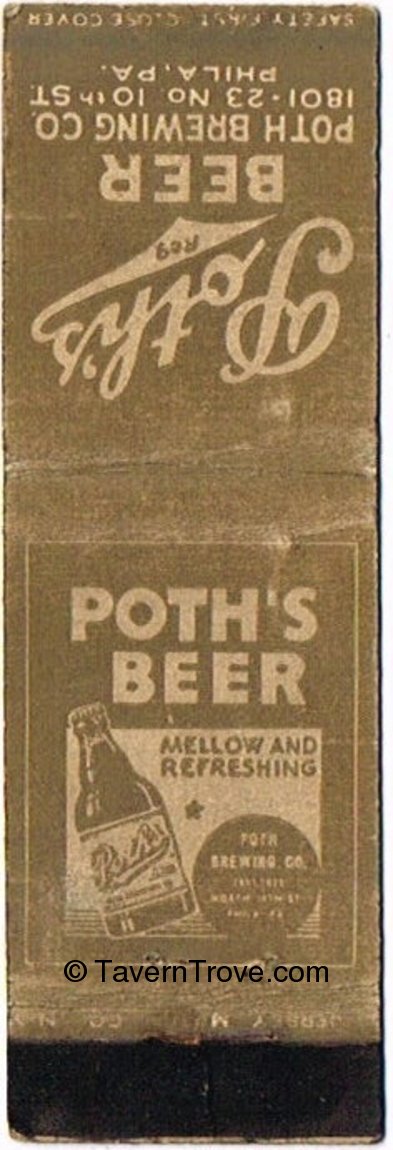 SAFETY FIRST CLOSE COVER
Poth's
Reg
BEER
POTH BREWING CO.
1801-23 No. 10th ST.
PHILA, PA.
POTH'S
BEER
MELLOW AND
REFRESHING
Poth's
POTH
BREWING CO.
© TavernTrove.com